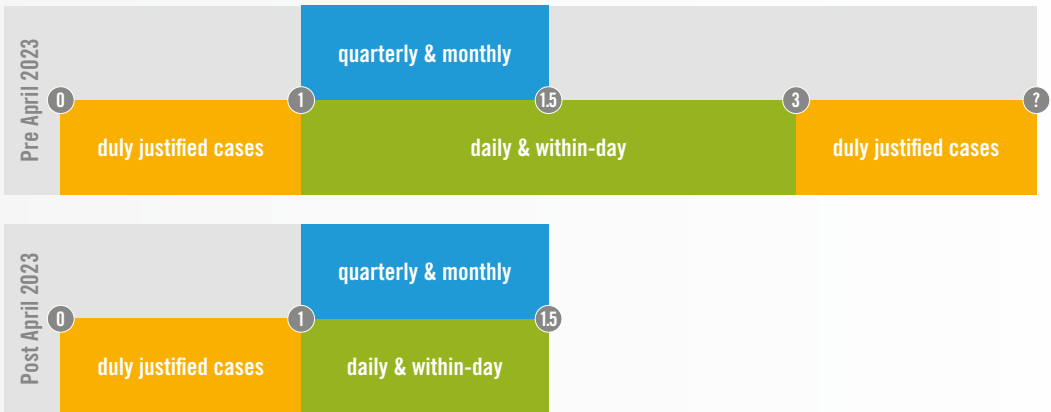 Pre April 2023
quarterly & monthly
0
1
1.5
3
?
duly justified cases
daily & within-day
duly justified cases
Post April 2023
quarterly & monthly
0
1
1.5
duly justified cases
daily & within-day